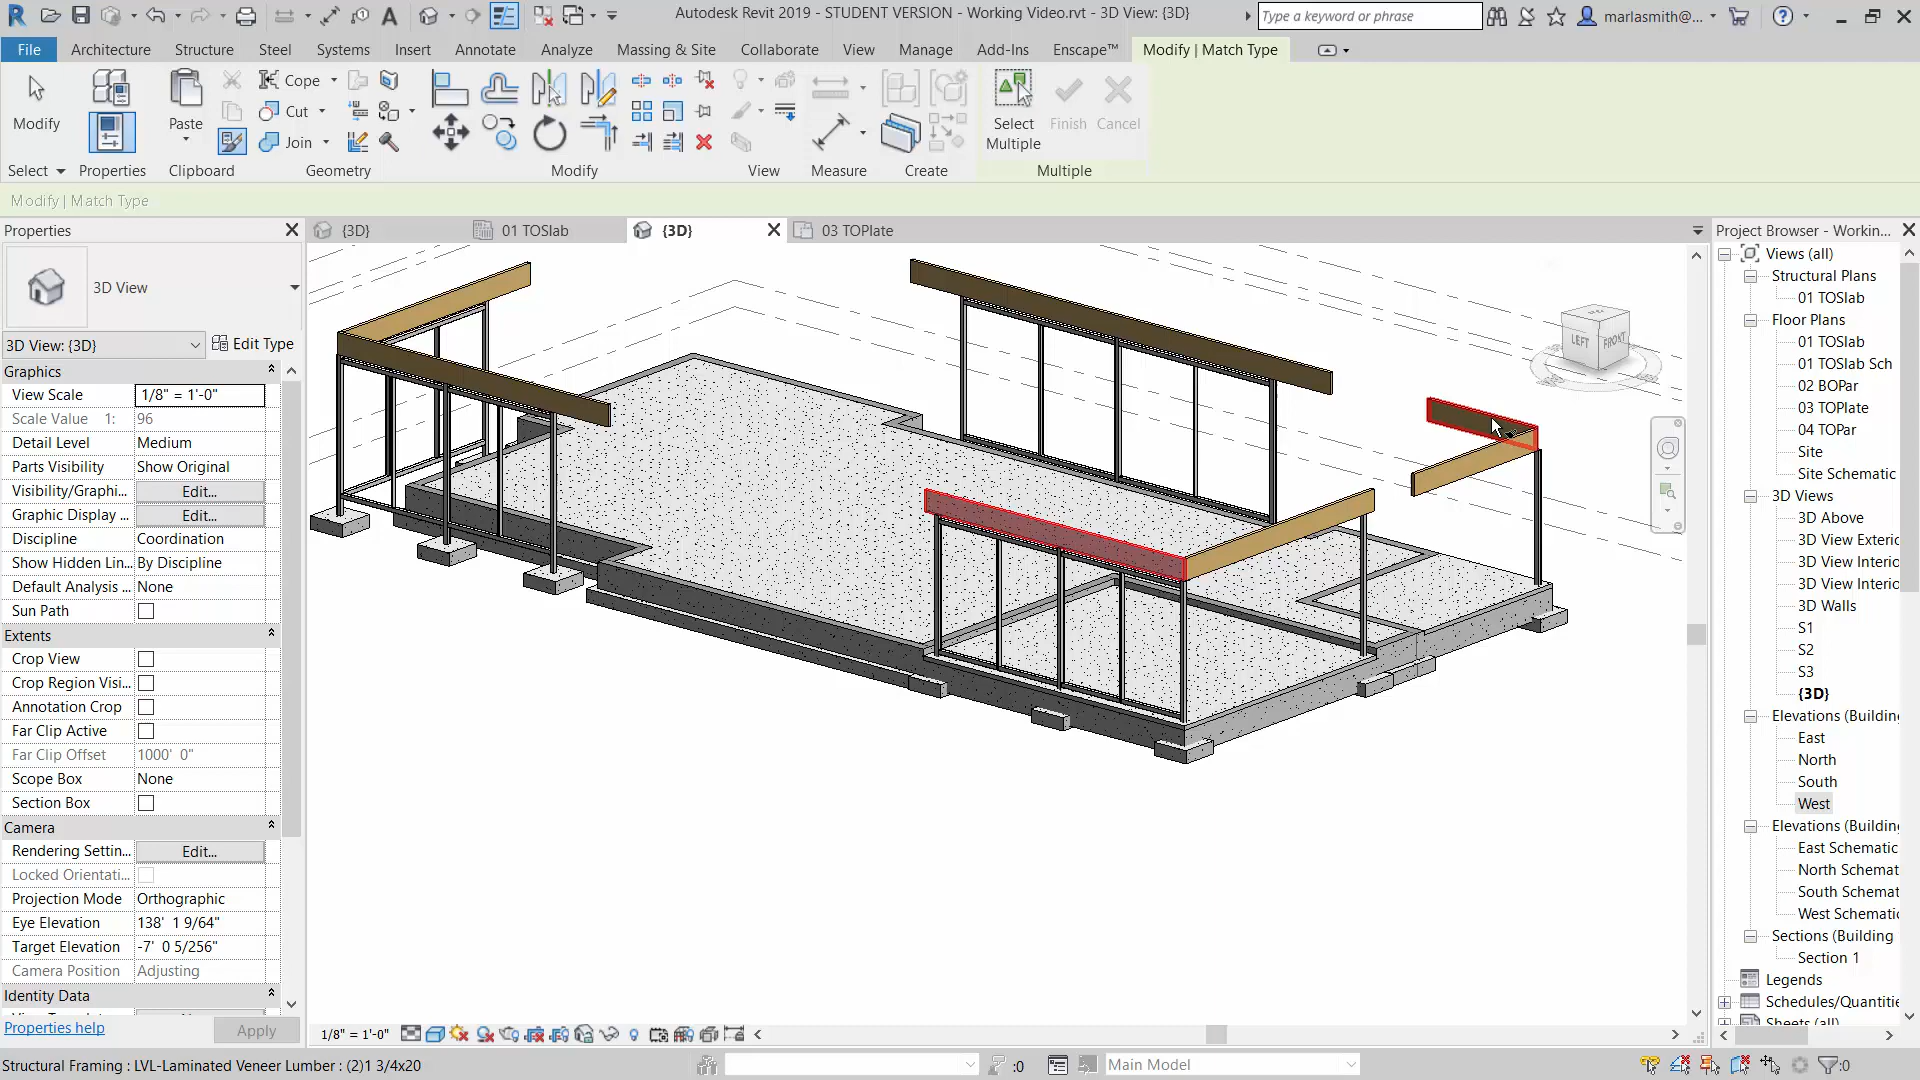 Autodesk Revit 2019 - STUDENT VERSION - Working Video.rvt - 3D View: {3D}
Type a keyword or phrase
marlasmith@...
File
Architecture
Structure
Steel
Systems
Insert
Annotate
Analyze
Massing & Site
Collaborate
View
Manage
Add-Ins
Enscape™
Modify | Match Type
Modify
Paste
Cope
Cut
Join
Select Multiple
Finish
Cancel
Select
Properties
Clipboard
Geometry
Modify
View
Measure
Create
Multiple
Modify | Match Type
Properties
{3D}
01 TOSlab
{3D}
03 TOPlate
Project Browser - Workin...
3D View
3D View: {3D}
Edit Type
Graphics
View Scale 1/8" = 1'-0"
Scale Value 1: 96
Detail Level Medium
Parts Visibility Show Original
Visibility/Graphi... Edit...
Graphic Display ... Edit...
Discipline Coordination
Show Hidden Lin... By Discipline
Default Analysis ... None
Sun Path
Extents
Crop View
Crop Region Visi...
Annotation Crop
Far Clip Active
Far Clip Offset 1000' 0"
Scope Box None
Section Box
Camera
Rendering Settin... Edit...
Locked Orientati...
Projection Mode Orthographic
Eye Elevation 138' 1 9/64"
Target Elevation -7' 0 5/256"
Camera Position Adjusting
Identity Data
Properties help
Apply
LEFT
FRONT
Views (all)
Structural Plans
01 TOSlab
Floor Plans
01 TOSlab
01 TOSlab Sch
02 BOPar
03 TOPlate
04 TOPar
Site
Site Schematic
3D Views
3D Above
3D View Exteri
3D View Interio
3D View Interio
3D Walls
S1
S2
S3
{3D}
Elevations (Building
East
North
South
West
Elevations (Building
East Schematic
North Schemat
South Schemat
West Schematic
Sections (Building
Section 1
Legends
Schedules/Quantitie
Sheets (all)
1/8" = 1'-0"
Structural Framing : LVL-Laminated Veneer Lumber : (2)1 3/4x20
:0
Main Model
:0